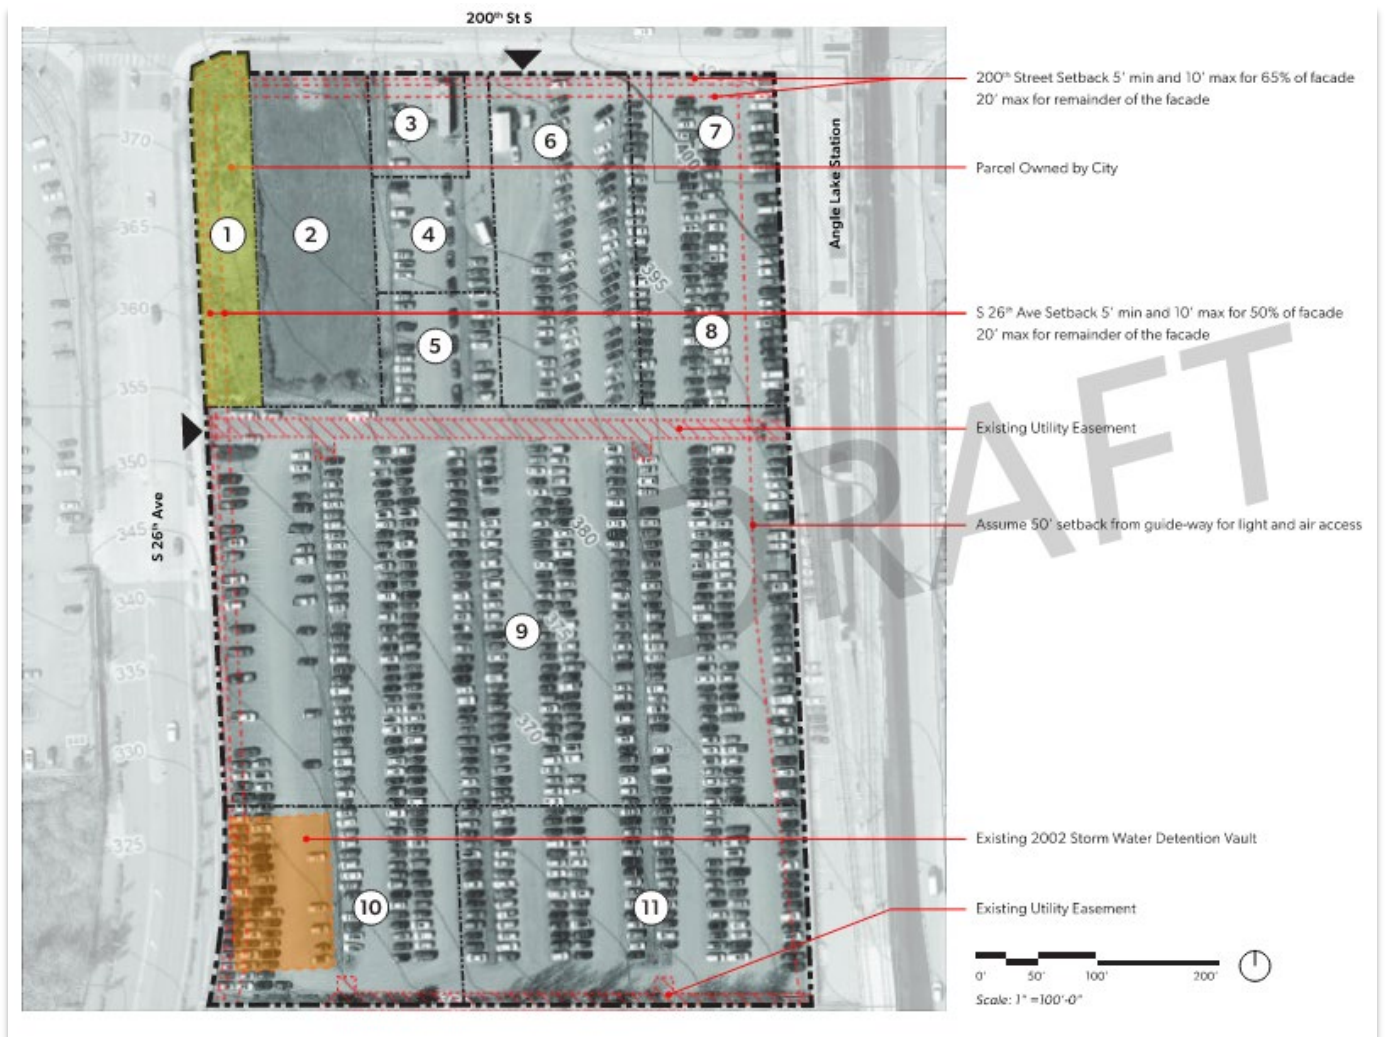 200th St S
200th Street Setback 5' min and 10' max for 65% of facade
20' max for remainder of the facade
Parcel Owned by City
S 26th Ave Setback 5' min and 10' max for 50% of facade
20' max for remainder of the facade
Existing Utility Easement
Assume 50' setback from guide-way for light and air access
Existing 2002 Storm Water Detention Vault
Existing Utility Easement
Angle Lake Station
S 26th Ave
DRAFT
1
2
3
4
5
6
7
8
9
10
11
370
365
360
355
350
345
340
335
330
325
400
395
380
375
370
0' 50' 100' 200'
Scale: 1" =100'-0"